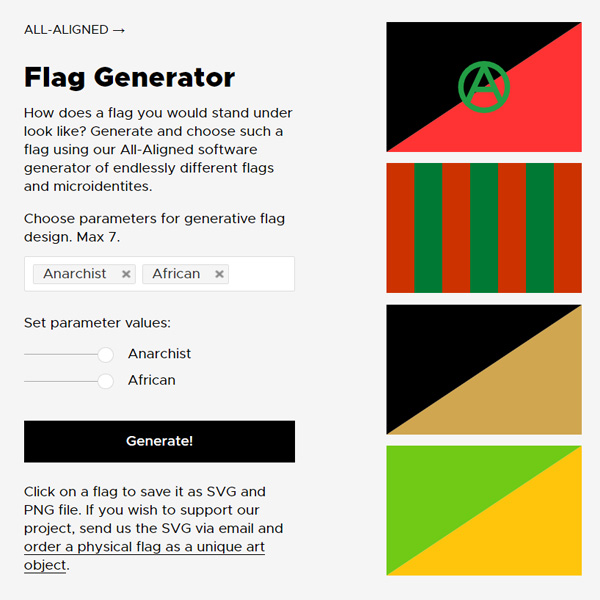 ALL-ALIGNED →
Flag Generator
How does a flag you would stand under
look like? Generate and choose such a
flag using our All-Aligned software
generator of endlessly different flags
and microidentites.
Choose parameters for generative flag
design. Max 7.
Anarchist × African ×
Set parameter values:
Anarchist
African
Generate!
Click on a flag to save it as SVG and
PNG file. If you wish to support our
project, send us the SVG via email and
order a physical flag as a unique art
object.